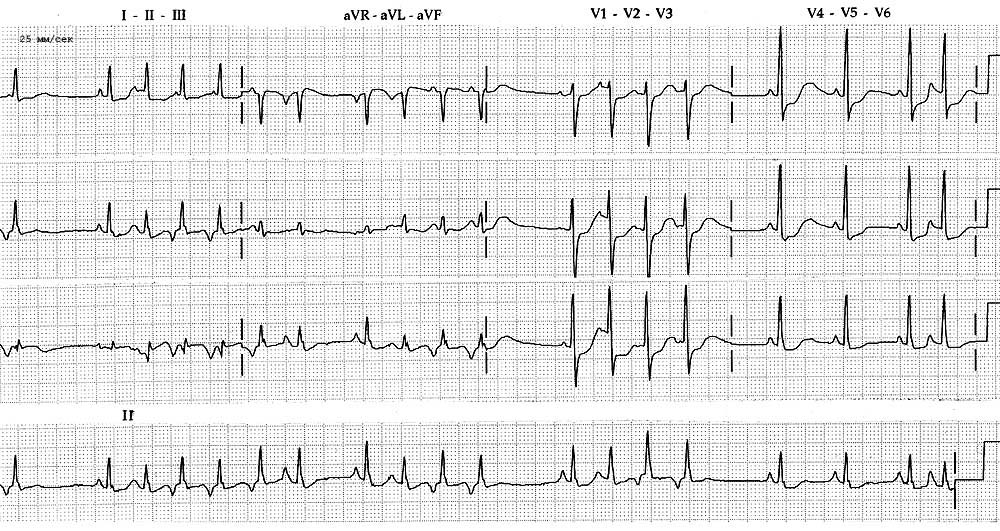 I - II - III aVR - aVL - aVF V1 - V2 - V3 V4 - V5 - V6
25 мм/сек
II